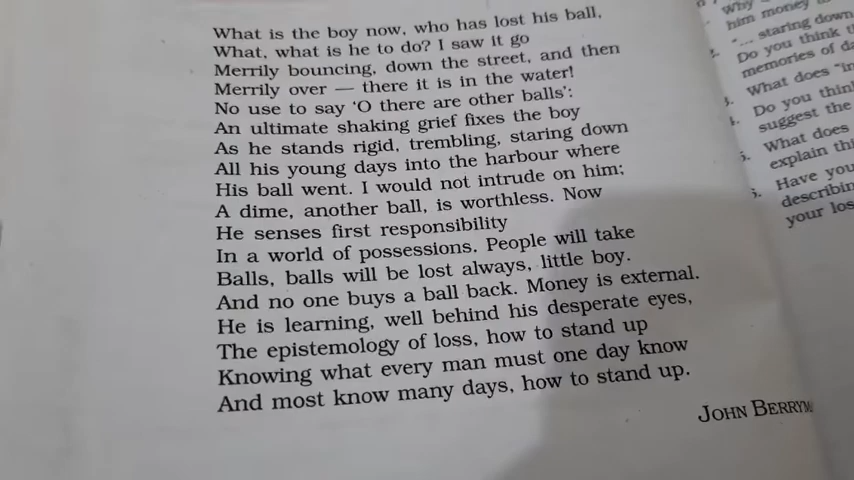 What is the boy now, who has lost his ball,
What, what is he to do? I saw it go
Merrily bouncing, down the street, and then
Merrily over — there it is in the water!
No use to say 'O there are other balls':
An ultimate shaking grief fixes the boy
As he stands rigid, trembling, staring down
All his young days into the harbour where
His ball went. I would not intrude on him;
A dime, another ball, is worthless. Now
He senses first responsibility
In a world of possessions. People will take
Balls, balls will be lost always, little boy.
And no one buys a ball back. Money is external.
He is learning, well behind his desperate eyes,
The epistemology of loss, how to stand up
Knowing what every man must one day know
And most know many days, how to stand up.
JOHN
Why
him money
"... staring down
Do you think
memories of
What does
Do you
suggest the
What does
explain
Have you
describing
your